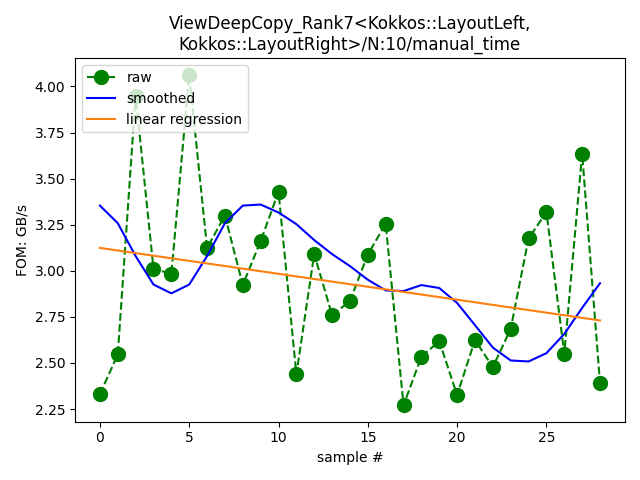 ViewDeepCopy_Rank7<Kokkos::LayoutLeft,
Kokkos::LayoutRight>/N:10/manual_time
raw
smoothed
linear regression
FOM: GB/s
4.00
3.75
3.50
3.25
3.00
2.75
2.50
2.25
0
5
10
15
20
25
sample #